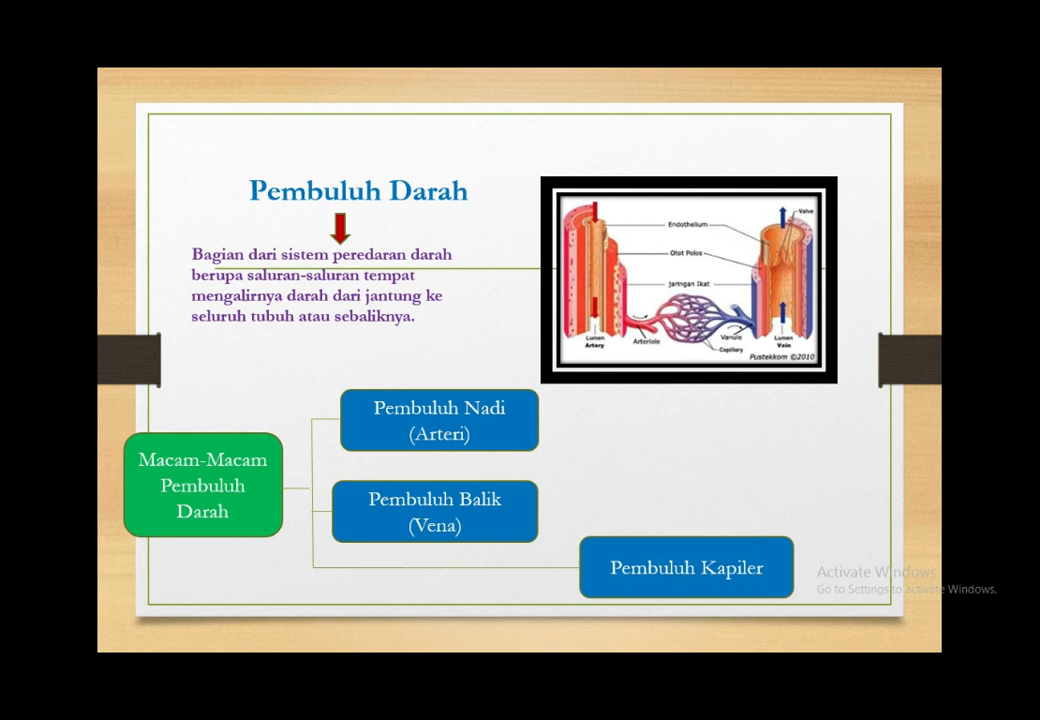 Pembuluh Darah
Bagian dari sistem peredaran darah
berupa saluran-saluran tempat
mengalirnya darah dari jantung ke
seluruh tubuh atau sebaliknya.
Valve
Endothelium
Otot Polos
Jaringan Ikat
Lumen
Artery
Arteriole
Capillary
Vanule
Lumen
Vein
Pustekkom ©2010
Macam-Macam
Pembuluh
Darah
Pembuluh Nadi
(Arteri)
Pembuluh Balik
(Vena)
Pembuluh Kapiler
Activate Windows
Go to Settings to activate Windows.